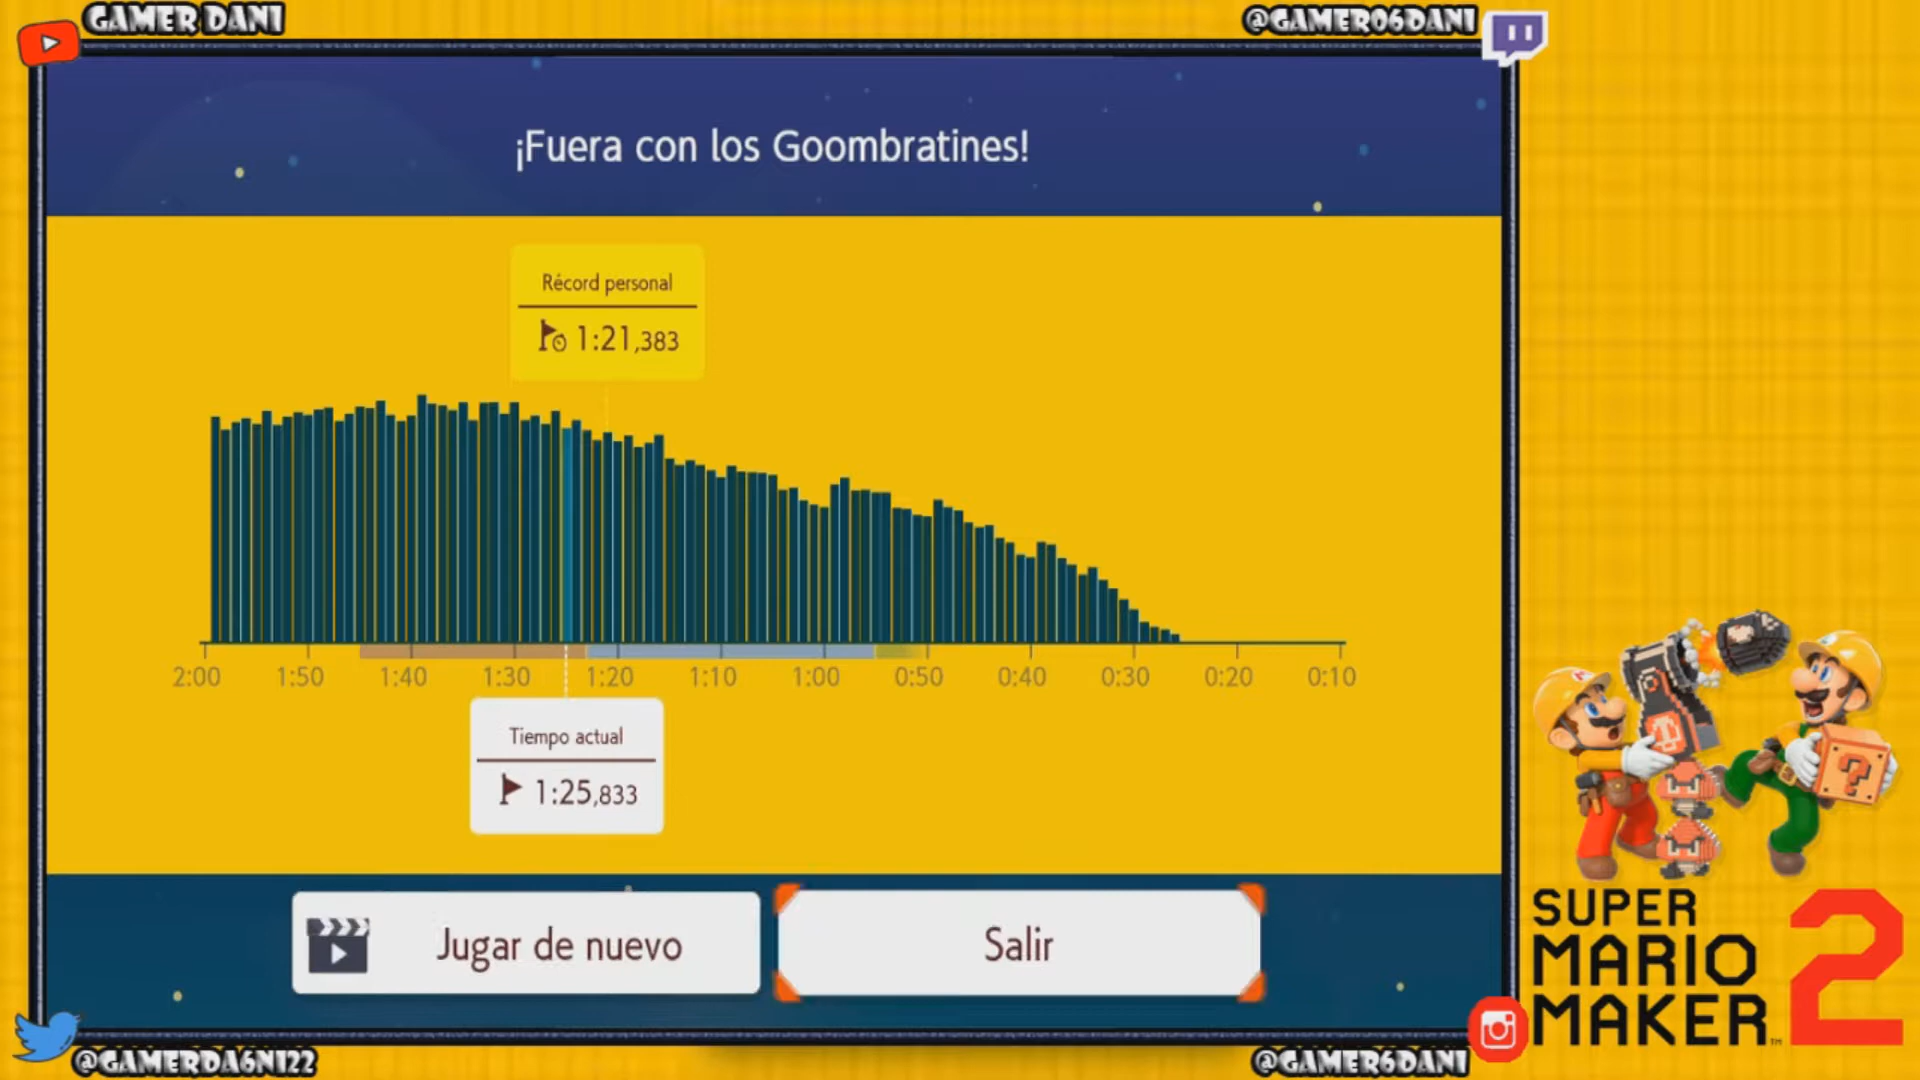 GAMER DANI
@GAMER06DANI
¡Fuera con los Goombratines!
Récord personal
1:21,383
2:00 1:50 1:40 1:30 1:20 1:10 1:00 0:50 0:40 0:30 0:20 0:10
Tiempo actual
1:25,833
Jugar de nuevo
Salir
SUPER
MARIO
MAKER 2
™
@GAMERDA6NI22
@GAMER6DANI